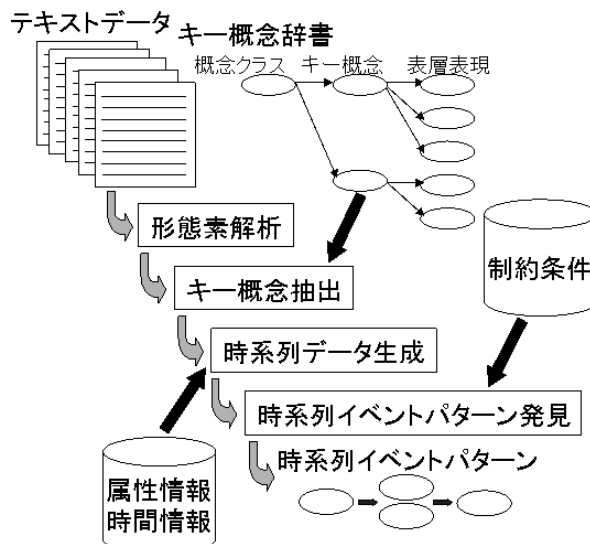 テキストデータ
キー概念辞書
概念クラス キー概念 表層表現
形態素解析
制約条件
キー概念抽出
時系列データ生成
時系列イベントパターン発見
時系列イベントパターン
属性情報
時間情報